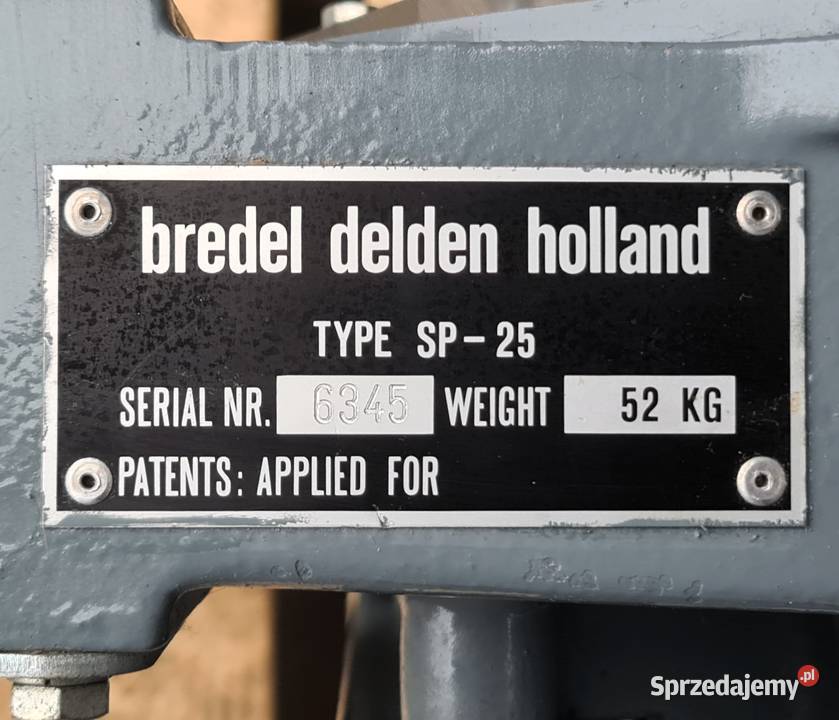 bredel delden holland
TYPE SP-25
SERIAL NR. 6345 WEIGHT 52 KG
PATENTS: APPLIED FOR
Sprzedajemy.pl